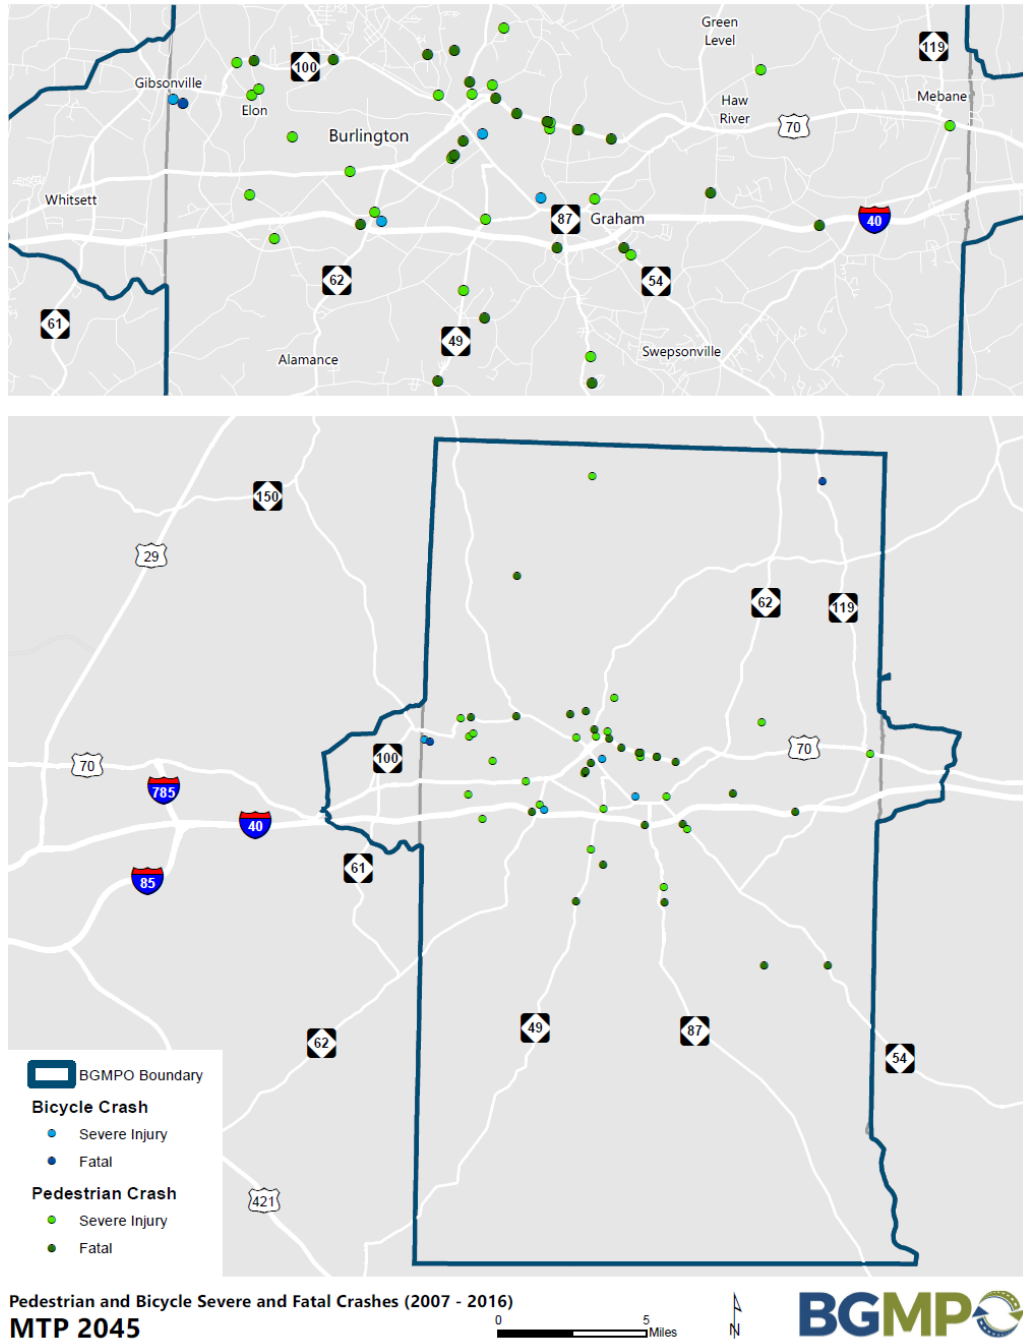 Green
Level
119
100
Gibsonville
Mebane
Elon
Haw
River
70
Burlington
Whitsett
87
Graham
40
62
54
61
49
Swepsonville
Alamance
150
29
62
119
70
100
70
785
40
61
85
49
87
62
54
421
BGMPO Boundary
Bicycle Crash
Severe Injury
Fatal
Pedestrian Crash
Severe Injury
Fatal
Pedestrian and Bicycle Severe and Fatal Crashes (2007 - 2016)
MTP 2045
0 5
Miles
N
BGMPO